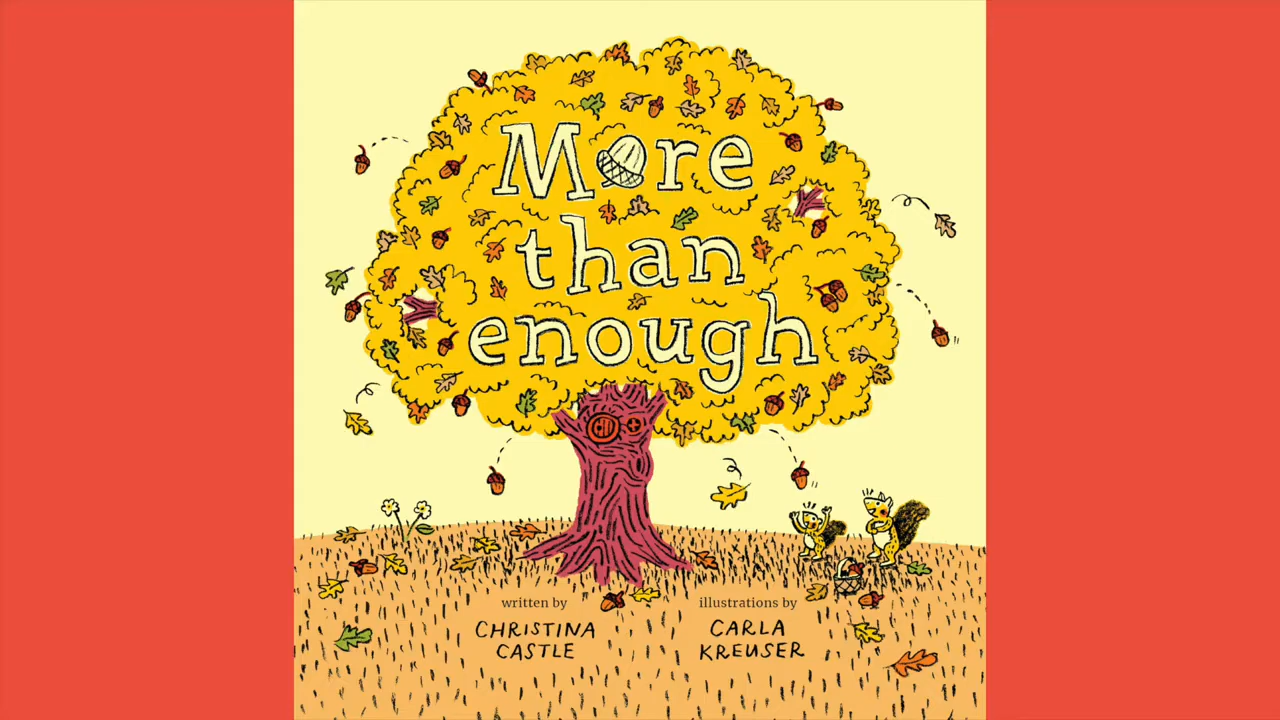 More
than
enough
written by
CHRISTINA
CASTLE
illustrations by
CARLA
KREUSER